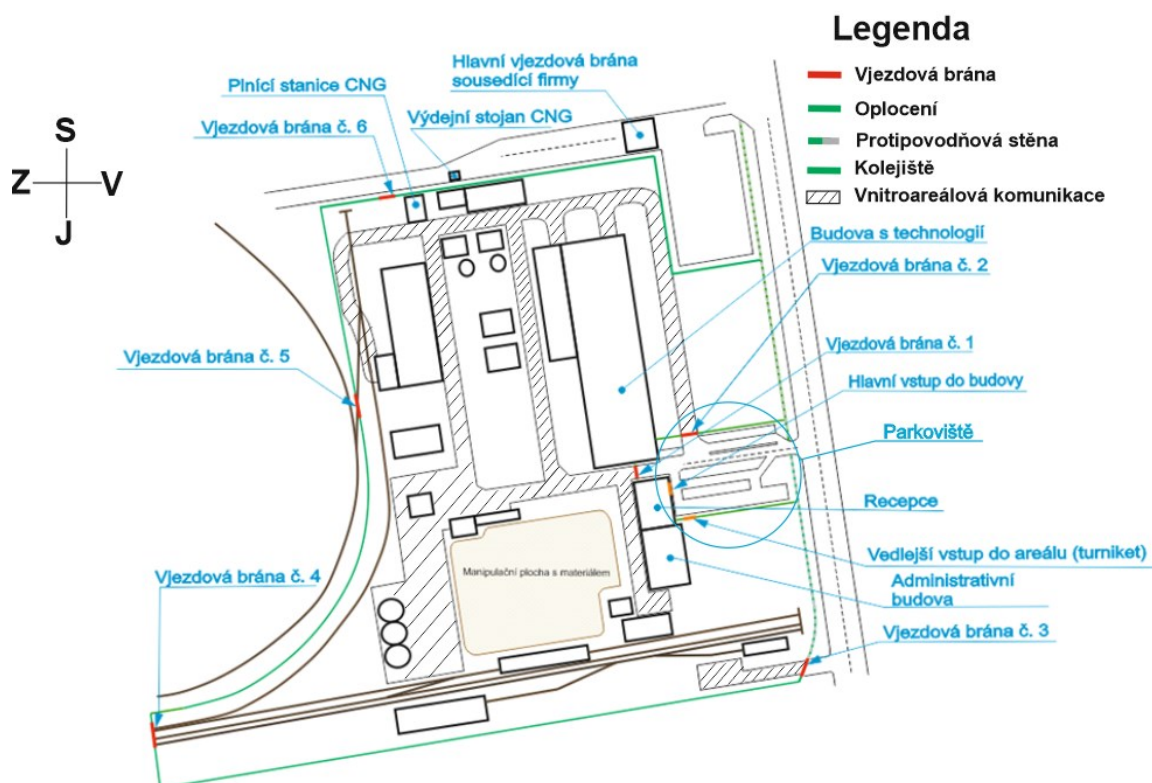 Legenda
Vjezdová brána
Oplocení
Protipovodňová stěna
Kolejiště
Vnitroareálová komunikace
Hlavní vjezdová brána
sousedící firmy
Plnící stanice CNG
Výdejní stojan CNG
Vjezdová brána č. 6
S
Z
V
J
Budova s technologií
Vjezdová brána č. 2
Vjezdová brána č. 1
Vjezdová brána č. 5
Hlavní vstup do budovy
Parkoviště
Recepce
Vedlejší vstup do areálu (turniket)
Manipulační plocha s materiálem
Vjezdová brána č. 4
Administrativní
budova
Vjezdová brána č. 3